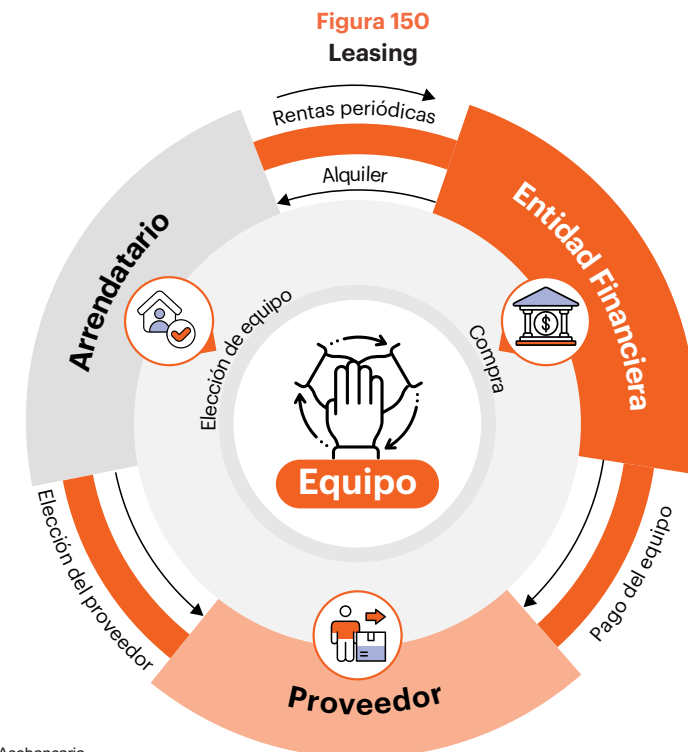 Figura 150
Leasing
Rentas periódicas
Alquiler
Arrendatario
Entidad Financiera
Elección de equipo
Compra
$
Equipo
Elección del proveedor
Pago del equipo
Proveedor
Asobancaria